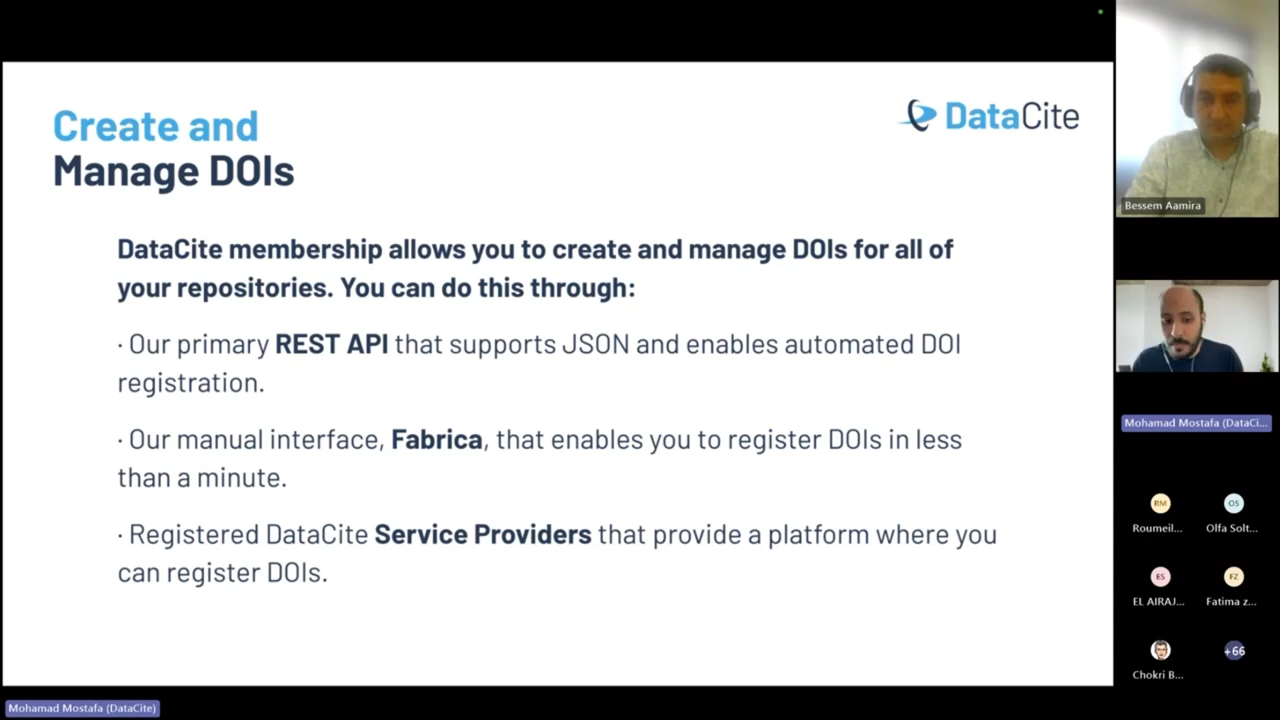 Create and
Manage DOIs
DataCite
DataCite membership allows you to create and manage DOIs for all of
your repositories. You can do this through:
· Our primary REST API that supports JSON and enables automated DOI
registration.
· Our manual interface, Fabrica, that enables you to register DOIs in less
than a minute.
· Registered DataCite Service Providers that provide a platform where you
can register DOIs.
Bessem Aamira
Mohamad Mostafa (DataCi...
RM
OS
Roumeil...
Olfa Solt...
ES
FZ
EL AIRAJ...
Fatima z...
+66
Chokri B...
Mohamad Mostafa (DataCite)